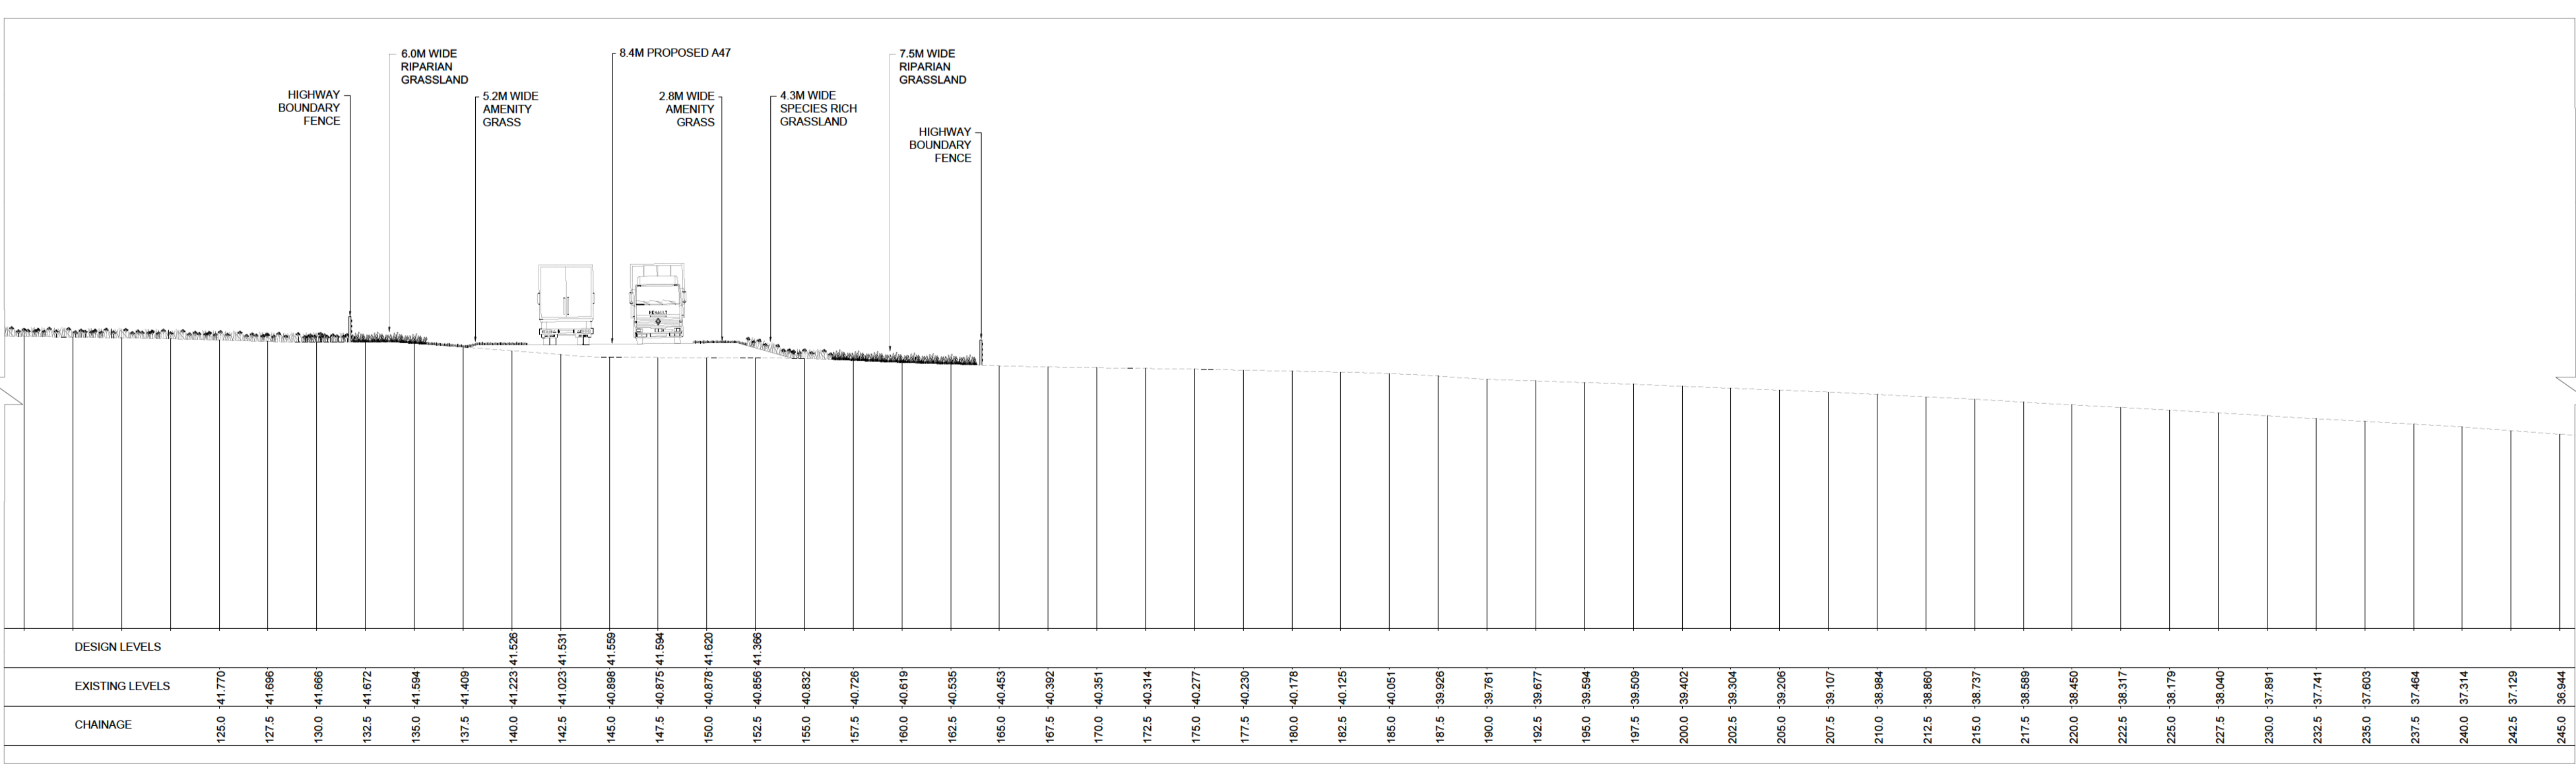 6.0M WIDE
RIPARIAN
GRASSLAND
8.4M PROPOSED A47
7.5M WIDE
RIPARIAN
GRASSLAND
HIGHWAY
BOUNDARY
FENCE
5.2M WIDE
AMENITY
GRASS
2.8M WIDE
AMENITY
GRASS
4.3M WIDE
SPECIES RICH
GRASSLAND
HIGHWAY
BOUNDARY
FENCE
RENAULT
DESIGN LEVELS
41.526 41.531 41.559 41.594 41.620 41.366
EXISTING LEVELS
41.770 41.696 41.666 41.672 41.594 41.409 41.223 41.023 40.898 40.875 40.878 40.856 40.832 40.726 40.619 40.535 40.453 40.392 40.351 40.314 40.277 40.230 40.178 40.125 40.051 39.926 39.761 39.677 39.594 39.509 39.402 39.304 39.206 39.107 38.984 38.860 38.737 38.589 38.450 38.317 38.179 38.040 37.891 37.741 37.603 37.464 37.314 37.129 36.944
CHAINAGE
125.0 127.5 130.0 132.5 135.0 137.5 140.0 142.5 145.0 147.5 150.0 152.5 155.0 157.5 160.0 162.5 165.0 167.5 170.0 172.5 175.0 177.5 180.0 182.5 185.0 187.5 190.0 192.5 195.0 197.5 200.0 202.5 205.0 207.5 210.0 212.5 215.0 217.5 220.0 222.5 225.0 227.5 230.0 232.5 235.0 237.5 240.0 242.5 245.0